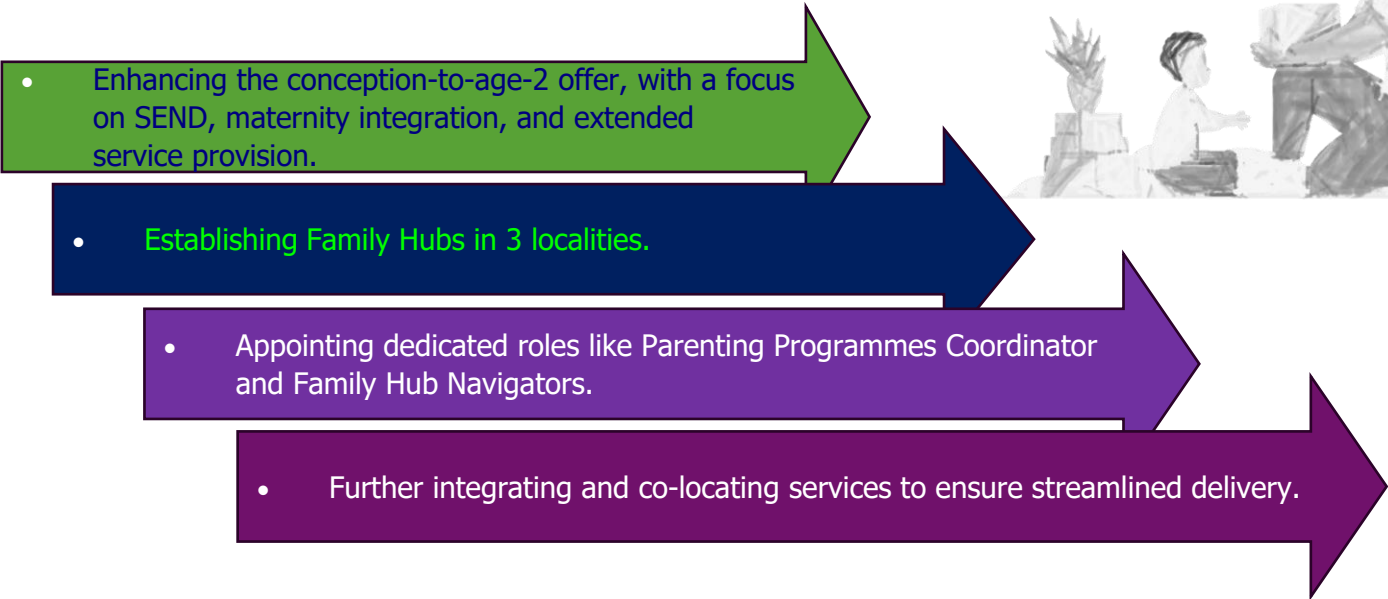 • Enhancing the conception-to-age-2 offer, with a focus
on SEND, maternity integration, and extended
service provision.
• Establishing Family Hubs in 3 localities.
• Appointing dedicated roles like Parenting Programmes Coordinator
and Family Hub Navigators.
• Further integrating and co-locating services to ensure streamlined delivery.